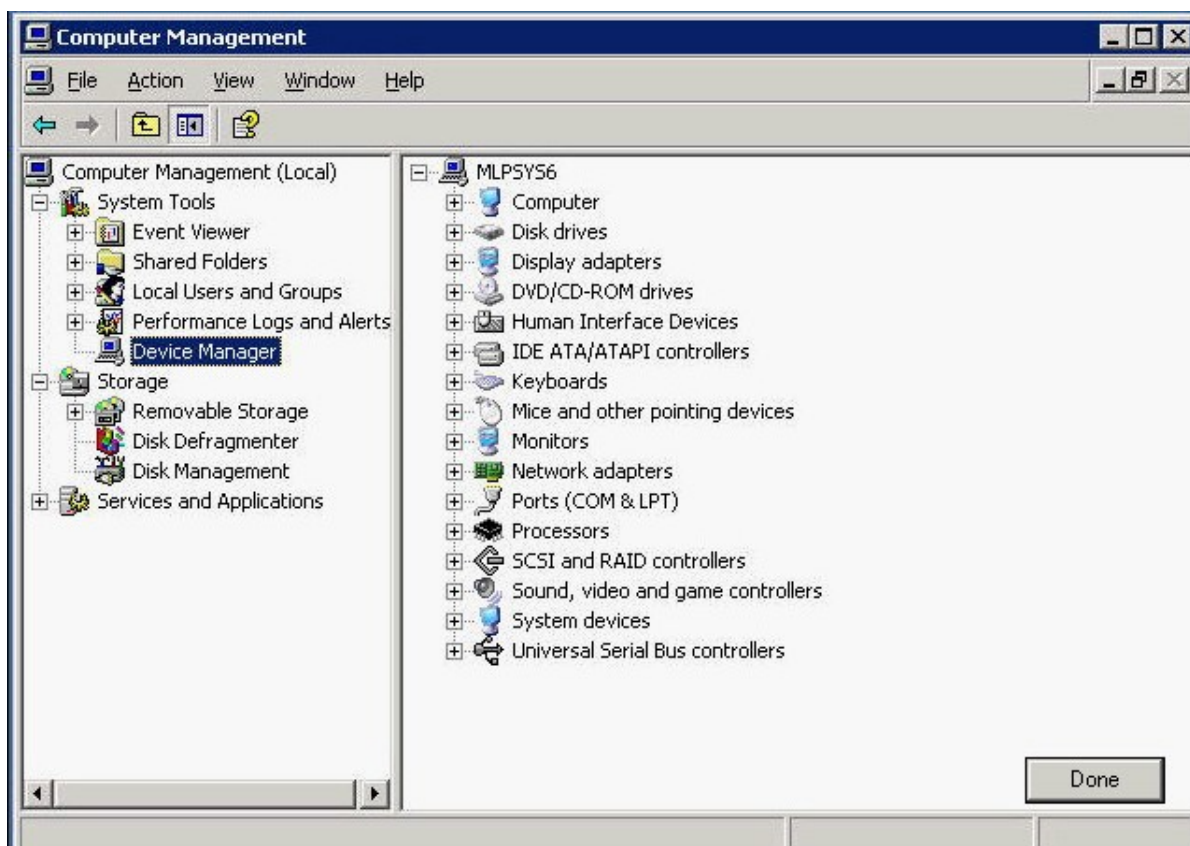 Computer Management
File Action View Window Help
Computer Management (Local)
System Tools
Event Viewer
Shared Folders
Local Users and Groups
Performance Logs and Alerts
Device Manager
Storage
Removable Storage
Disk Defragmenter
Disk Management
Services and Applications
MLPSYS6
Computer
Disk drives
Display adapters
DVD/CD-ROM drives
Human Interface Devices
IDE ATA/ATAPI controllers
Keyboards
Mice and other pointing devices
Monitors
Network adapters
Ports (COM & LPT)
Processors
SCSI and RAID controllers
Sound, video and game controllers
System devices
Universal Serial Bus controllers
Done